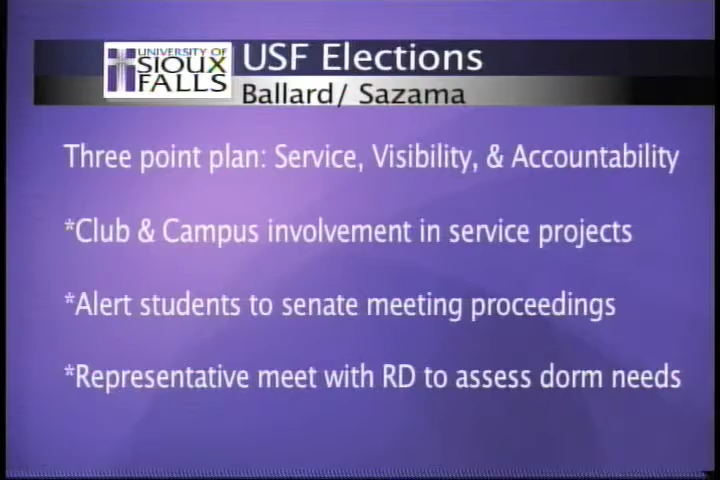 UNIVERSITY OF
SIOUX
FALLS
USF Elections
Ballard/ Sazama
Three point plan: Service, Visibility, & Accountability
*Club & Campus involvement in service projects
*Alert students to senate meeting proceedings
*Representative meet with RD to assess dorm needs